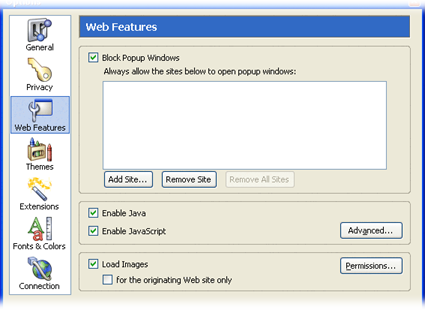 General
Privacy
Web Features
Themes
Extensions
Fonts & Colors
Connection
Web Features
Block Popup Windows
Always allow the sites below to open popup windows:
Add Site...
Remove Site
Remove All Sites
Enable Java
Enable JavaScript
Advanced...
Load Images
Permissions...
for the originating Web site only